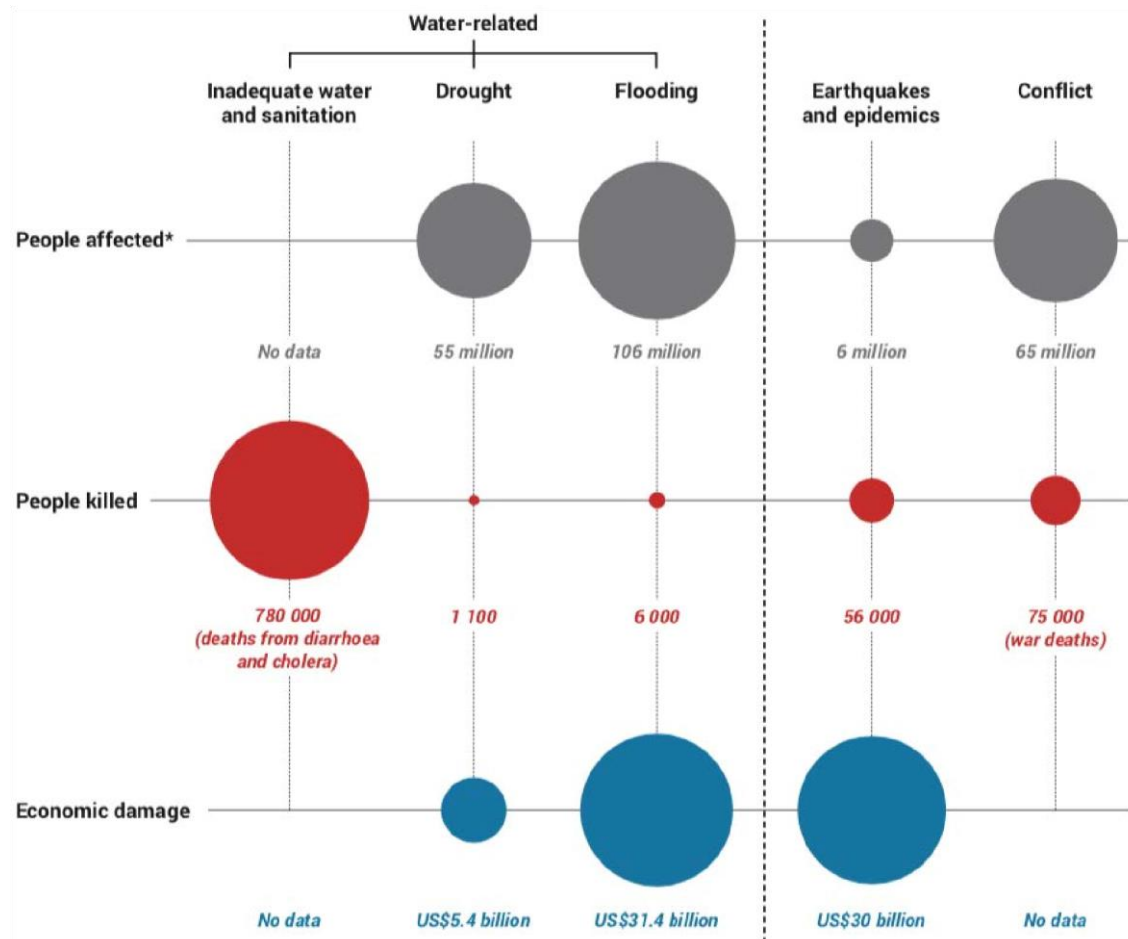 Water-related
Inadequate water
and sanitation
Drought
Flooding
Earthquakes
and epidemics
Conflict
People affected*
No data
55 million
106 million
6 million
65 million
People killed
780 000
(deaths from diarrhoea
and cholera)
1 100
6 000
56 000
75 000
(war deaths)
Economic damage
No data
US$5.4 billion
US$31.4 billion
US$30 billion
No data